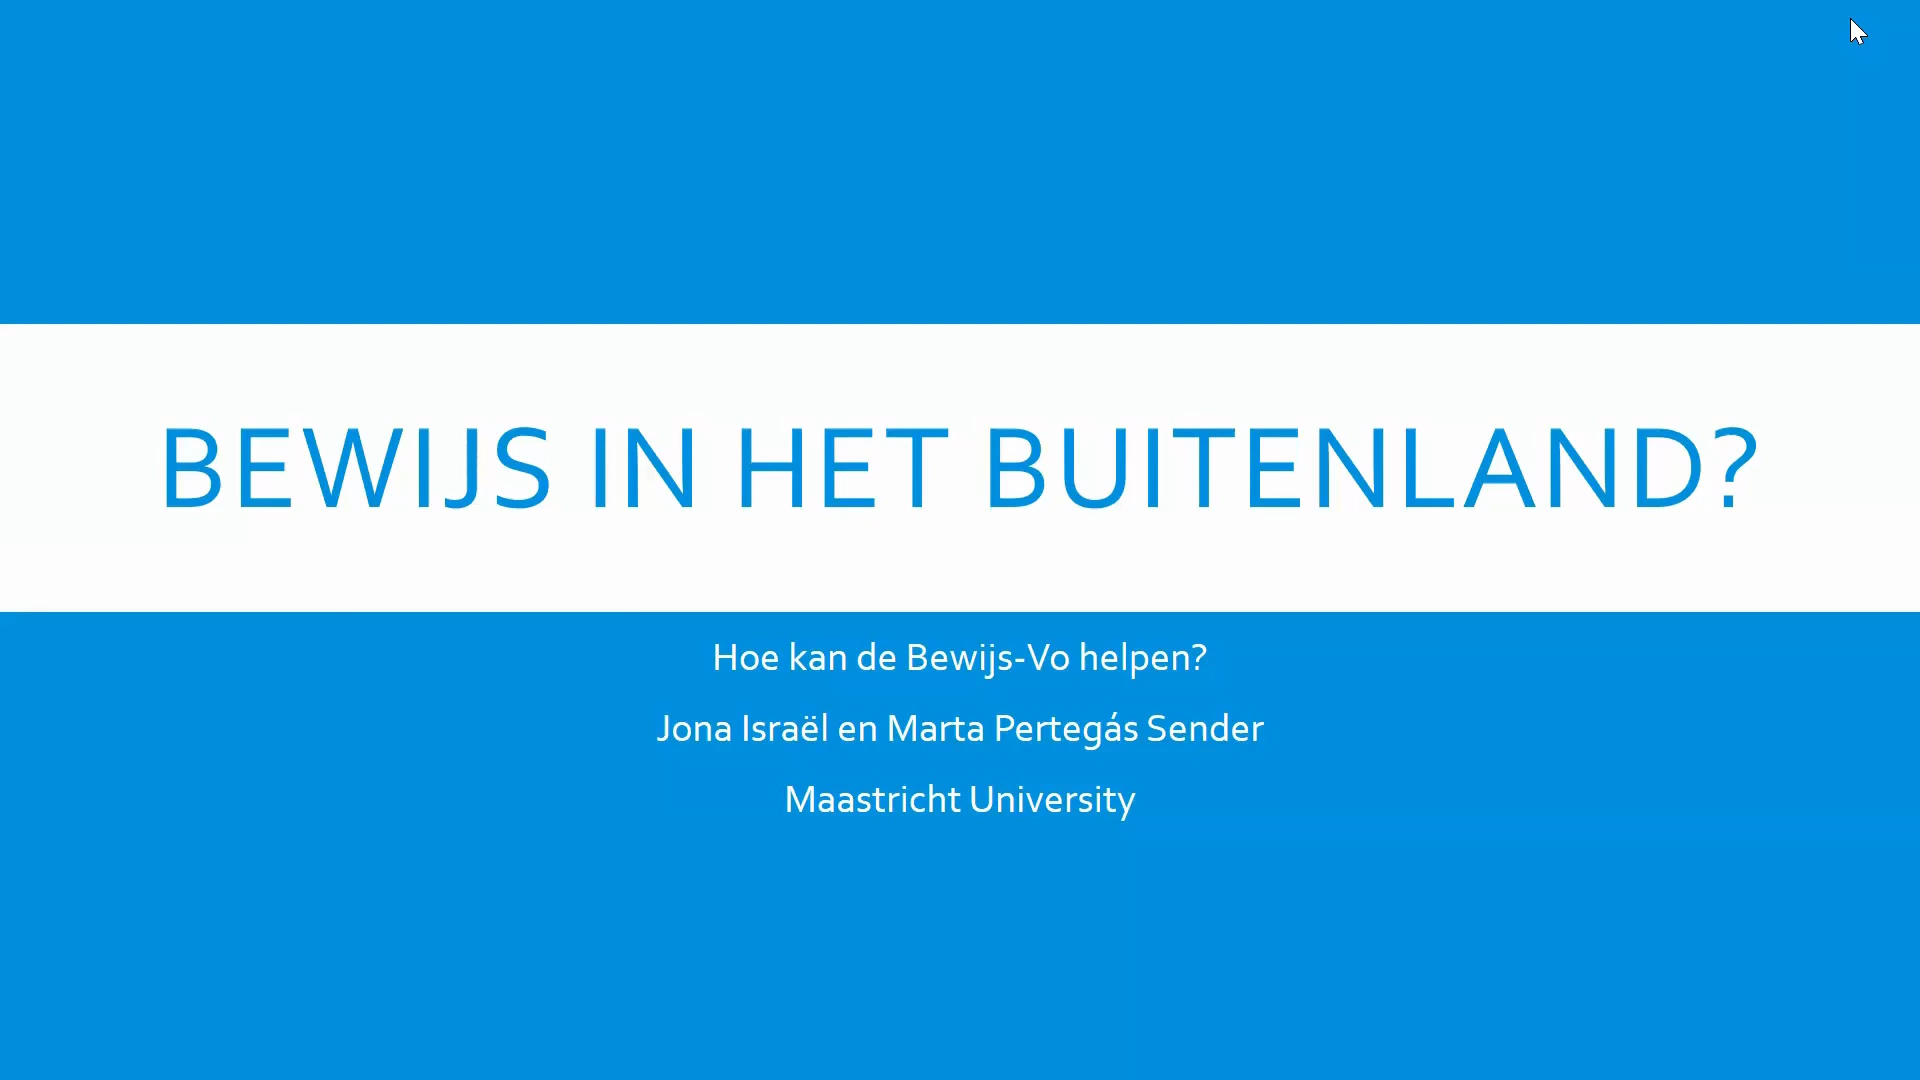 BEWIJS IN HET BUITENLAND?
Hoe kan de Bewijs-Vo helpen?
Jona Israël en Marta Pertegás Sender
Maastricht University